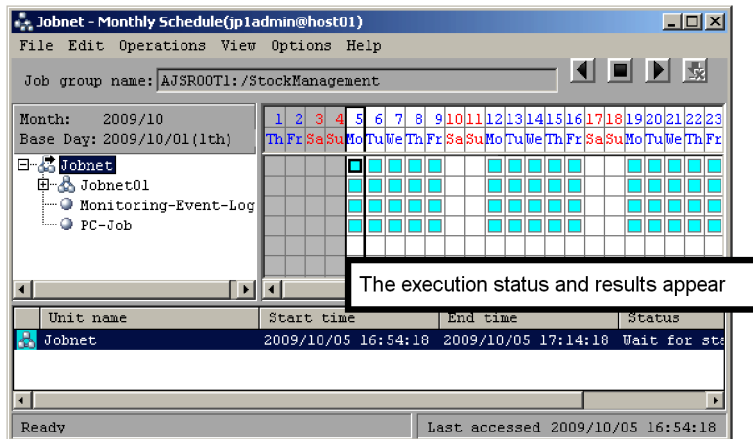 Jobnet - Monthly Schedule(jp1admin@host01)
File Edit Operations View Options Help
Job group name: AJSROOT1:/StockManagement
Month: 2009/10
Base Day: 2009/10/01(1th)
1 2 3 4 5 6 7 8 9 10 11 12 13 14 15 16 17 18 19 20 21 22 23
Th Fr Sa Su Mo Tu We Th Fr Sa Su Mo Tu We Th Fr Sa Su Mo Tu We Th Fr
Jobnet
Jobnet01
Monitoring-Event-Log
PC-Job
The execution status and results appear
Unit name Start time End time Status
Jobnet 2009/10/05 16:54:18 2009/10/05 17:14:18 Wait for sta
Ready Last accessed 2009/10/05 16:54:18